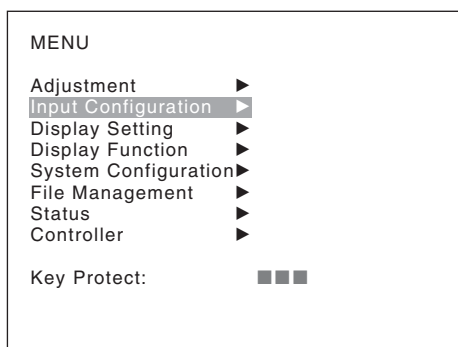 MENU
Adjustment ▶
Input Configuration ▶
Display Setting ▶
Display Function ▶
System Configuration▶
File Management ▶
Status ▶
Controller ▶
Key Protect: ■■■